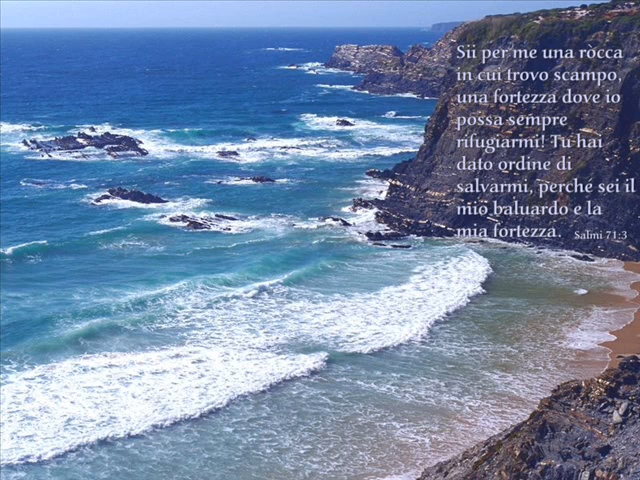 Sii per me una ròcca
in cui trovo scampo,
una fortezza dove io
possa sempre
rifugiarmi! Tu hai
dato ordine di
salvarmi, perché sei il
mio baluardo e la
mia fortezza. Salmi 71:3